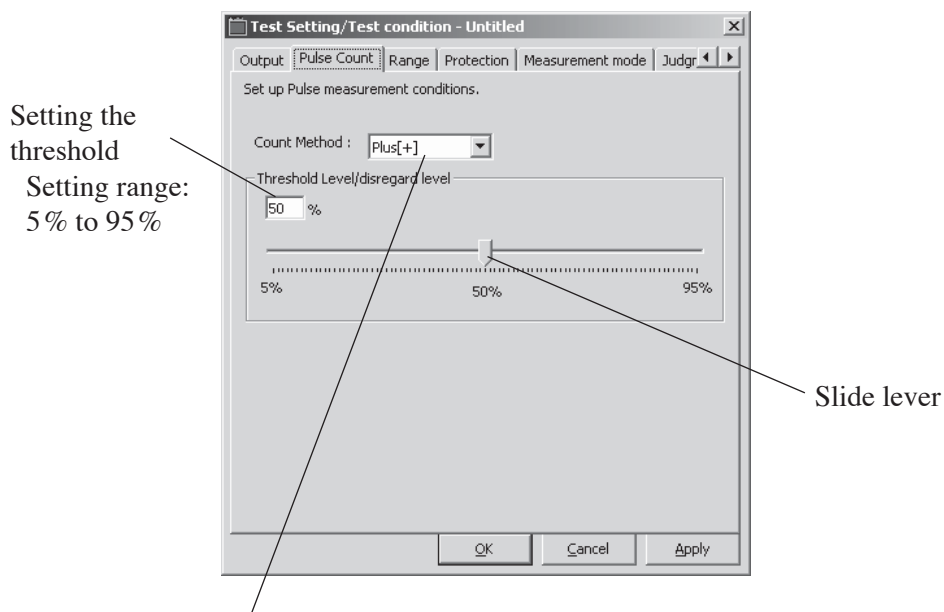 Test Setting/Test condition - Untitled
Output Pulse Count Range Protection Measurement mode Judgr
Set up Pulse measurement conditions.
Setting the
threshold
Setting range:
5% to 95%
Count Method : Plus[+]
Threshold Level/disregard level
50 %
5% 50% 95%
Slide lever
OK Cancel Apply